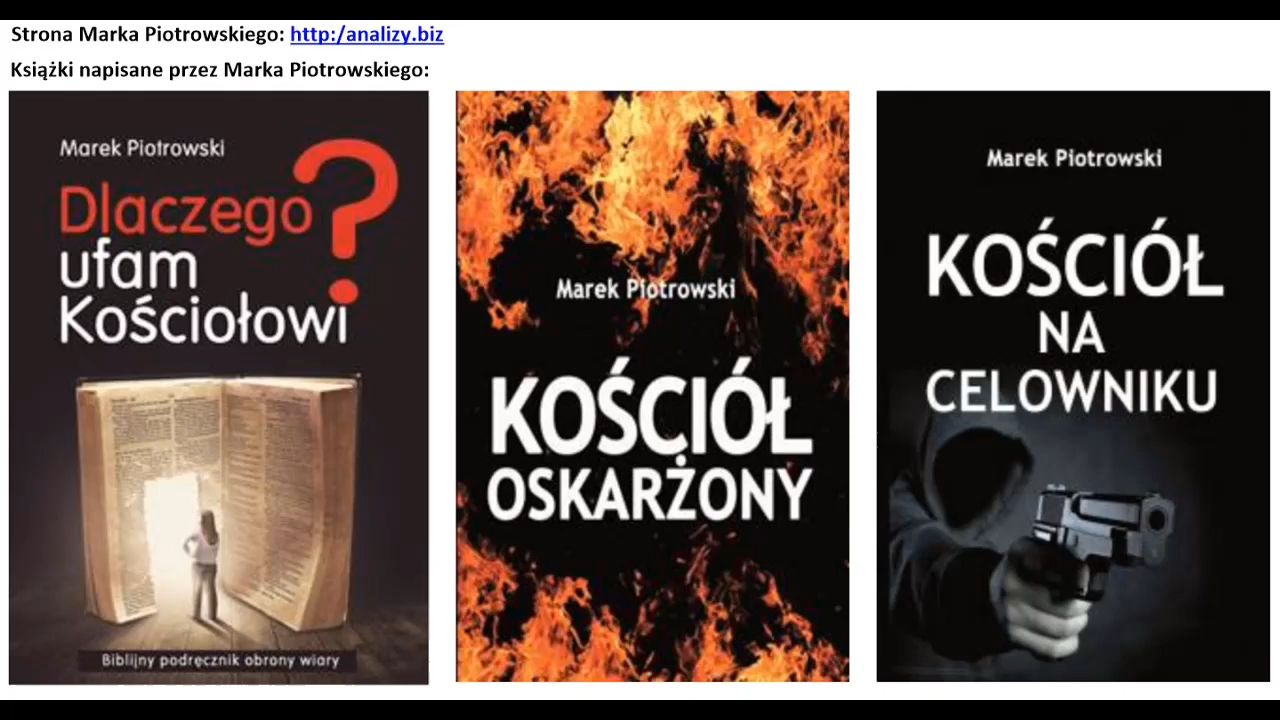 Strona Marka Piotrowskiego: http:/analizy.biz
Książki napisane przez Marka Piotrowskiego:
Marek Piotrowski
Dlaczego?
ufam
Kościołowi
Biblijny podręcznik obrony wiary
Marek Piotrowski
KOŚCIÓŁ
OSKARŻONY
Marek Piotrowski
KOŚCIÓŁ
NA
CELOWNIKU